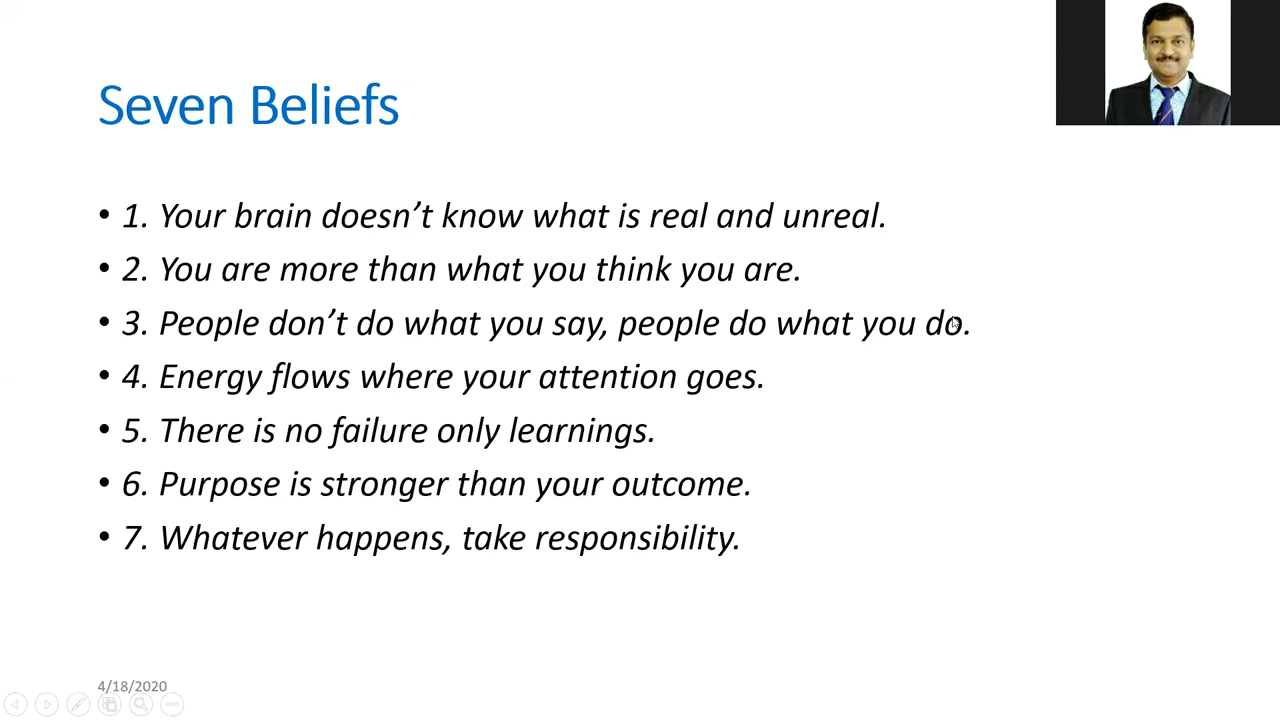 Seven Beliefs
• 1. Your brain doesn’t know what is real and unreal.
• 2. You are more than what you think you are.
• 3. People don’t do what you say, people do what you do.
• 4. Energy flows where your attention goes.
• 5. There is no failure only learnings.
• 6. Purpose is stronger than your outcome.
• 7. Whatever happens, take responsibility.
4/18/2020